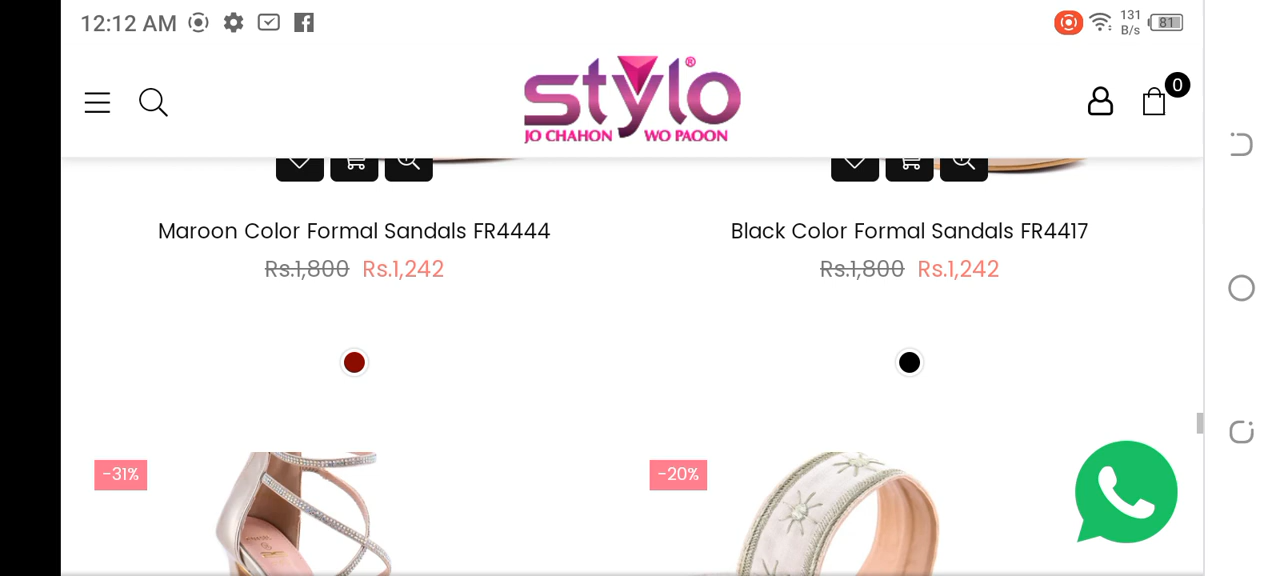 12:12 AM
131
B/s
81
stylo®
JO CHAHON WO PAOON
0
Maroon Color Formal Sandals FR4444
Rs.1,800 Rs.1,242
Black Color Formal Sandals FR4417
Rs.1,800 Rs.1,242
-31%
-20%